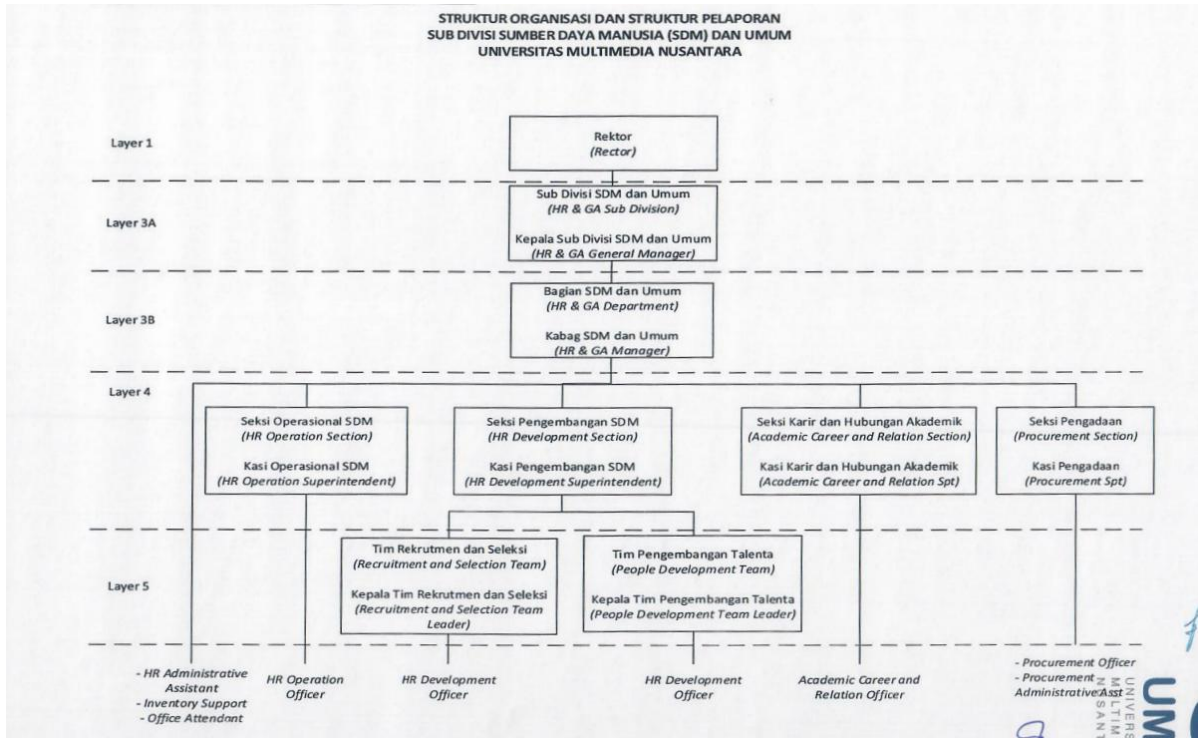 STRUKTUR ORGANISASI DAN STRUKTUR PELAPORAN
SUB DIVISI SUMBER DAYA MANUSIA (SDM) DAN UMUM
UNIVERSITAS MULTIMEDIA NUSANTARA
Layer 1
Rektor
(Rector)
Layer 3A
Sub Divisi SDM dan Umum
(HR & GA Sub Division)
Kepala Sub Divisi SDM dan Umum
(HR & GA General Manager)
Layer 3B
Bagian SDM dan Umum
(HR & GA Department)
Kabag SDM dan Umum
(HR & GA Manager)
Layer 4
Seksi Operasional SDM
(HR Operation Section)
Kasi Operasional SDM
(HR Operation Superintendent)
Seksi Pengembangan SDM
(HR Development Section)
Kasi Pengembangan SDM
(HR Development Superintendent)
Seksi Karir dan Hubungan Akademik
(Academic Career and Relation Section)
Kasi Karir dan Hubungan Akademik
(Academic Career and Relation Spt)
Seksi Pengadaan
(Procurement Section)
Kasi Pengadaan
(Procurement Spt)
Layer 5
Tim Rekrutmen dan Seleksi
(Recruitment and Selection Team)
Kepala Tim Rekrutmen dan Seleksi
(Recruitment and Selection Team
Leader)
Tim Pengembangan Talenta
(People Development Team)
Kepala Tim Pengembangan Talenta
(People Development Team Leader)
- HR Administrative
Assistant
- Inventory Support
- Office Attendant
HR Operation
Officer
HR Development
Officer
HR Development
Officer
Academic Career and
Relation Officer
- Procurement Officer
- Procurement
Administrative Asst
UNIVERS
MULTIM
NUSANT
UM